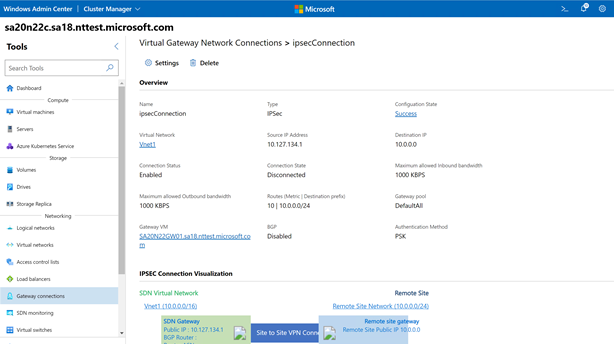 Windows Admin Center | Cluster Manager
Microsoft
sa20n22c.sa18.nttest.microsoft.com
Tools
Search Tools
Dashboard
Compute
Virtual machines
Servers
Azure Kubernetes Service
Storage
Volumes
Drives
Storage Replica
Networking
Logical networks
Virtual networks
Access control lists
Load balancers
Gateway connections
SDN monitoring
Virtual switches
Virtual Gateway Network Connections > ipsecConnection
Settings
Delete
Overview
Name
ipsecConnection
Type
IPSec
Configuation State
Success
Virtual Network
Vnet1
Source IP Address
10.127.134.1
Destination IP
10.0.0.0
Connection Status
Enabled
Connection State
Disconnected
Maximum allowed Inbound bandwidth
1000 KBPS
Maximum allowed Outbound bandwidth
1000 KBPS
Routes (Metric | Destination prefix)
10 | 10.0.0.0/24
Gateway pool
DefaultAll
Gateway VM
SA20N22GW01.sa18.nttest.microsoft.co
m
BGP
Disabled
Authentication Method
PSK
IPSEC Connection Visualization
SDN Virtual Network
Remote Site
Vnet1 (10.0.0.0/16)
Remote Site Network (10.0.0.0/24)
SDN Gateway
Public IP : 10.127.134.1
BGP Router :
Site to Site VPN Conn
Remote site gateway
Remote Site Public IP 10.0.0.0